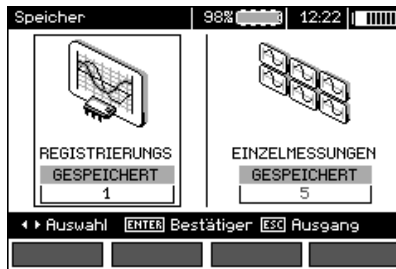 Speicher 98% 12:22
REGISTRIERUNGS EINZELMESSUNGEN
GESPEICHERT GESPEICHERT
1 5
Auswahl ENTER Bestätiger ESC Ausgang